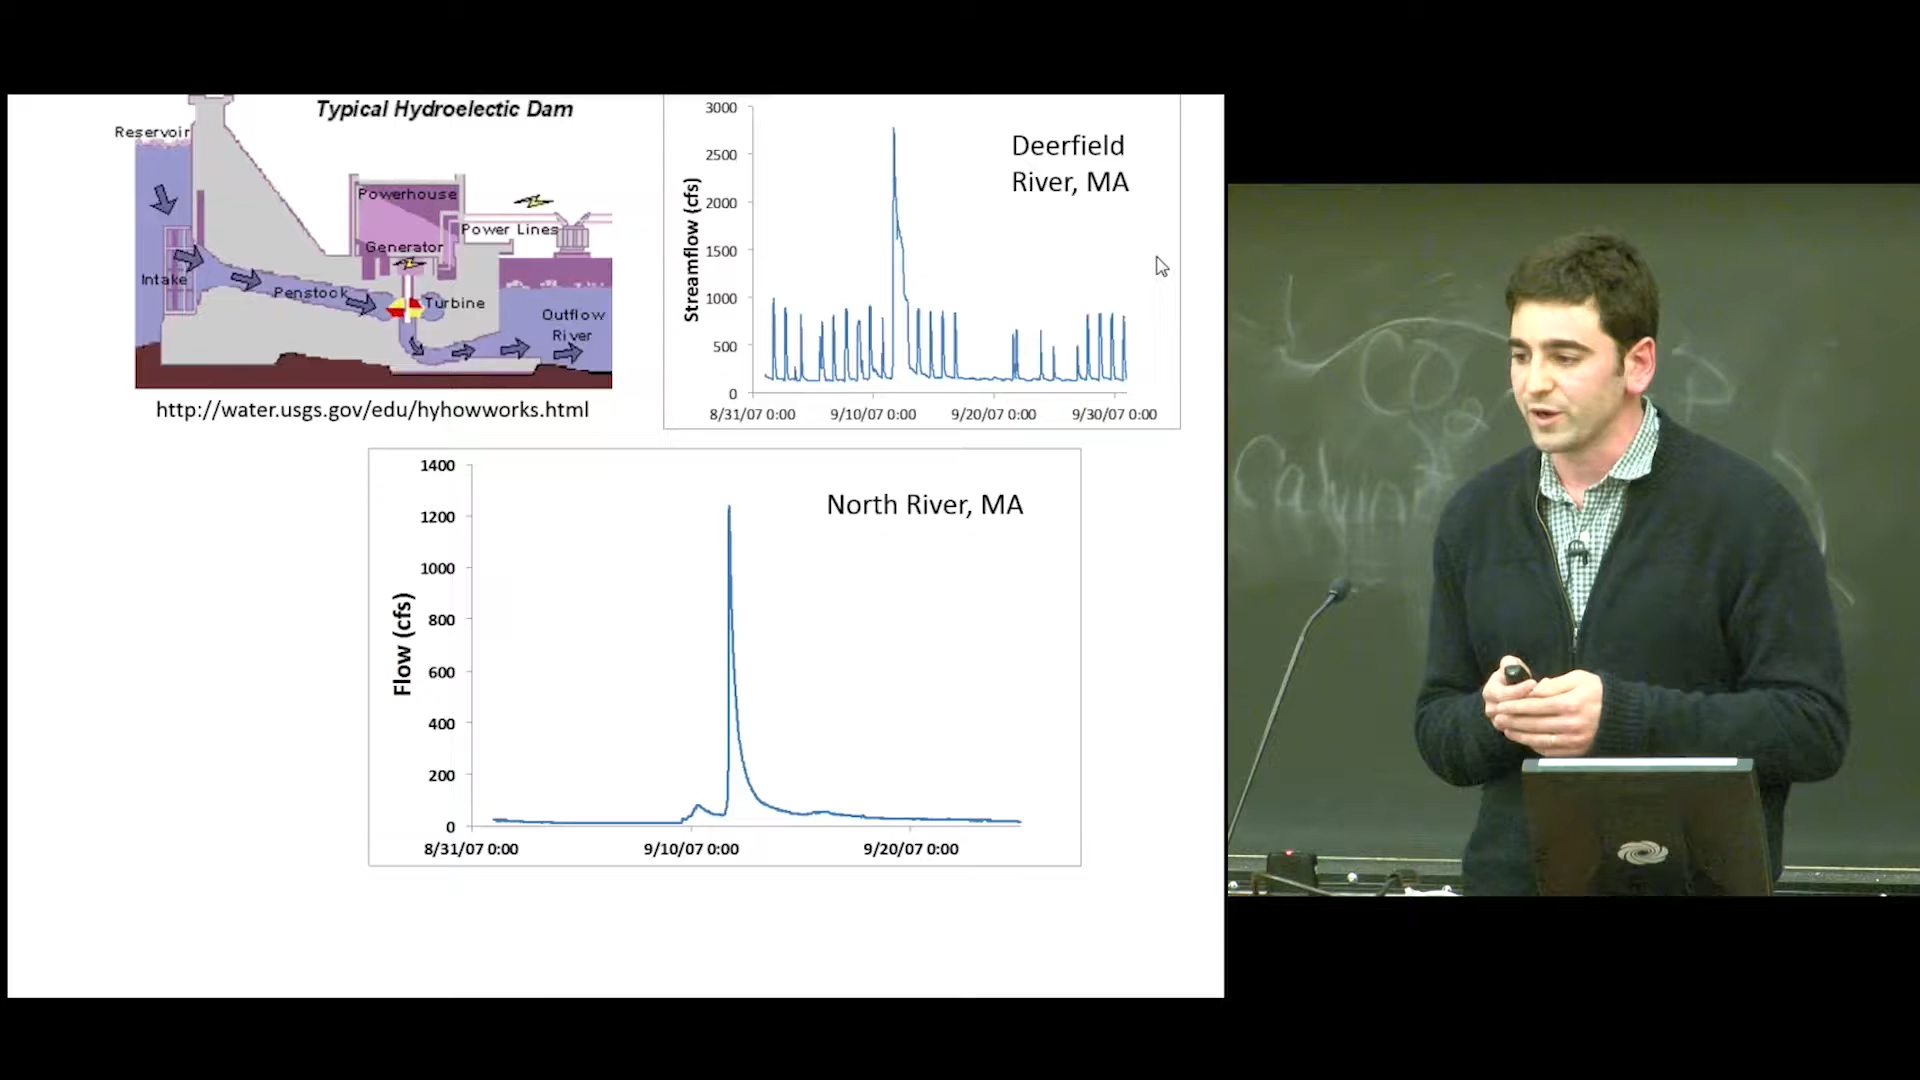 Typical Hydroelectic Dam
Reservoir
Powerhouse
Power Lines
Generator
Intake
Penstock
Turbine
Outflow
River
http://water.usgs.gov/edu/hyhowworks.html
Deerfield
River, MA
Streamflow (cfs)
3000
2500
2000
1500
1000
500
0
8/31/07 0:00 9/10/07 0:00 9/20/07 0:00 9/30/07 0:00
North River, MA
Flow (cfs)
1400
1200
1000
800
600
400
200
0
8/31/07 0:00 9/10/07 0:00 9/20/07 0:00
CO2